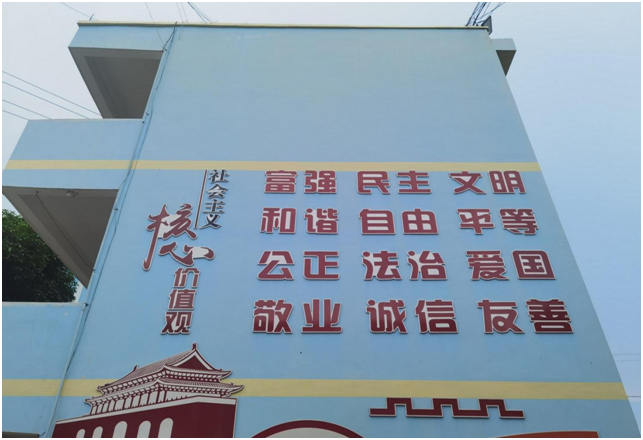 社会主义
核心
价值观
富强 民主 文明
和谐 自由 平等
公正 法治 爱国
敬业 诚信 友善